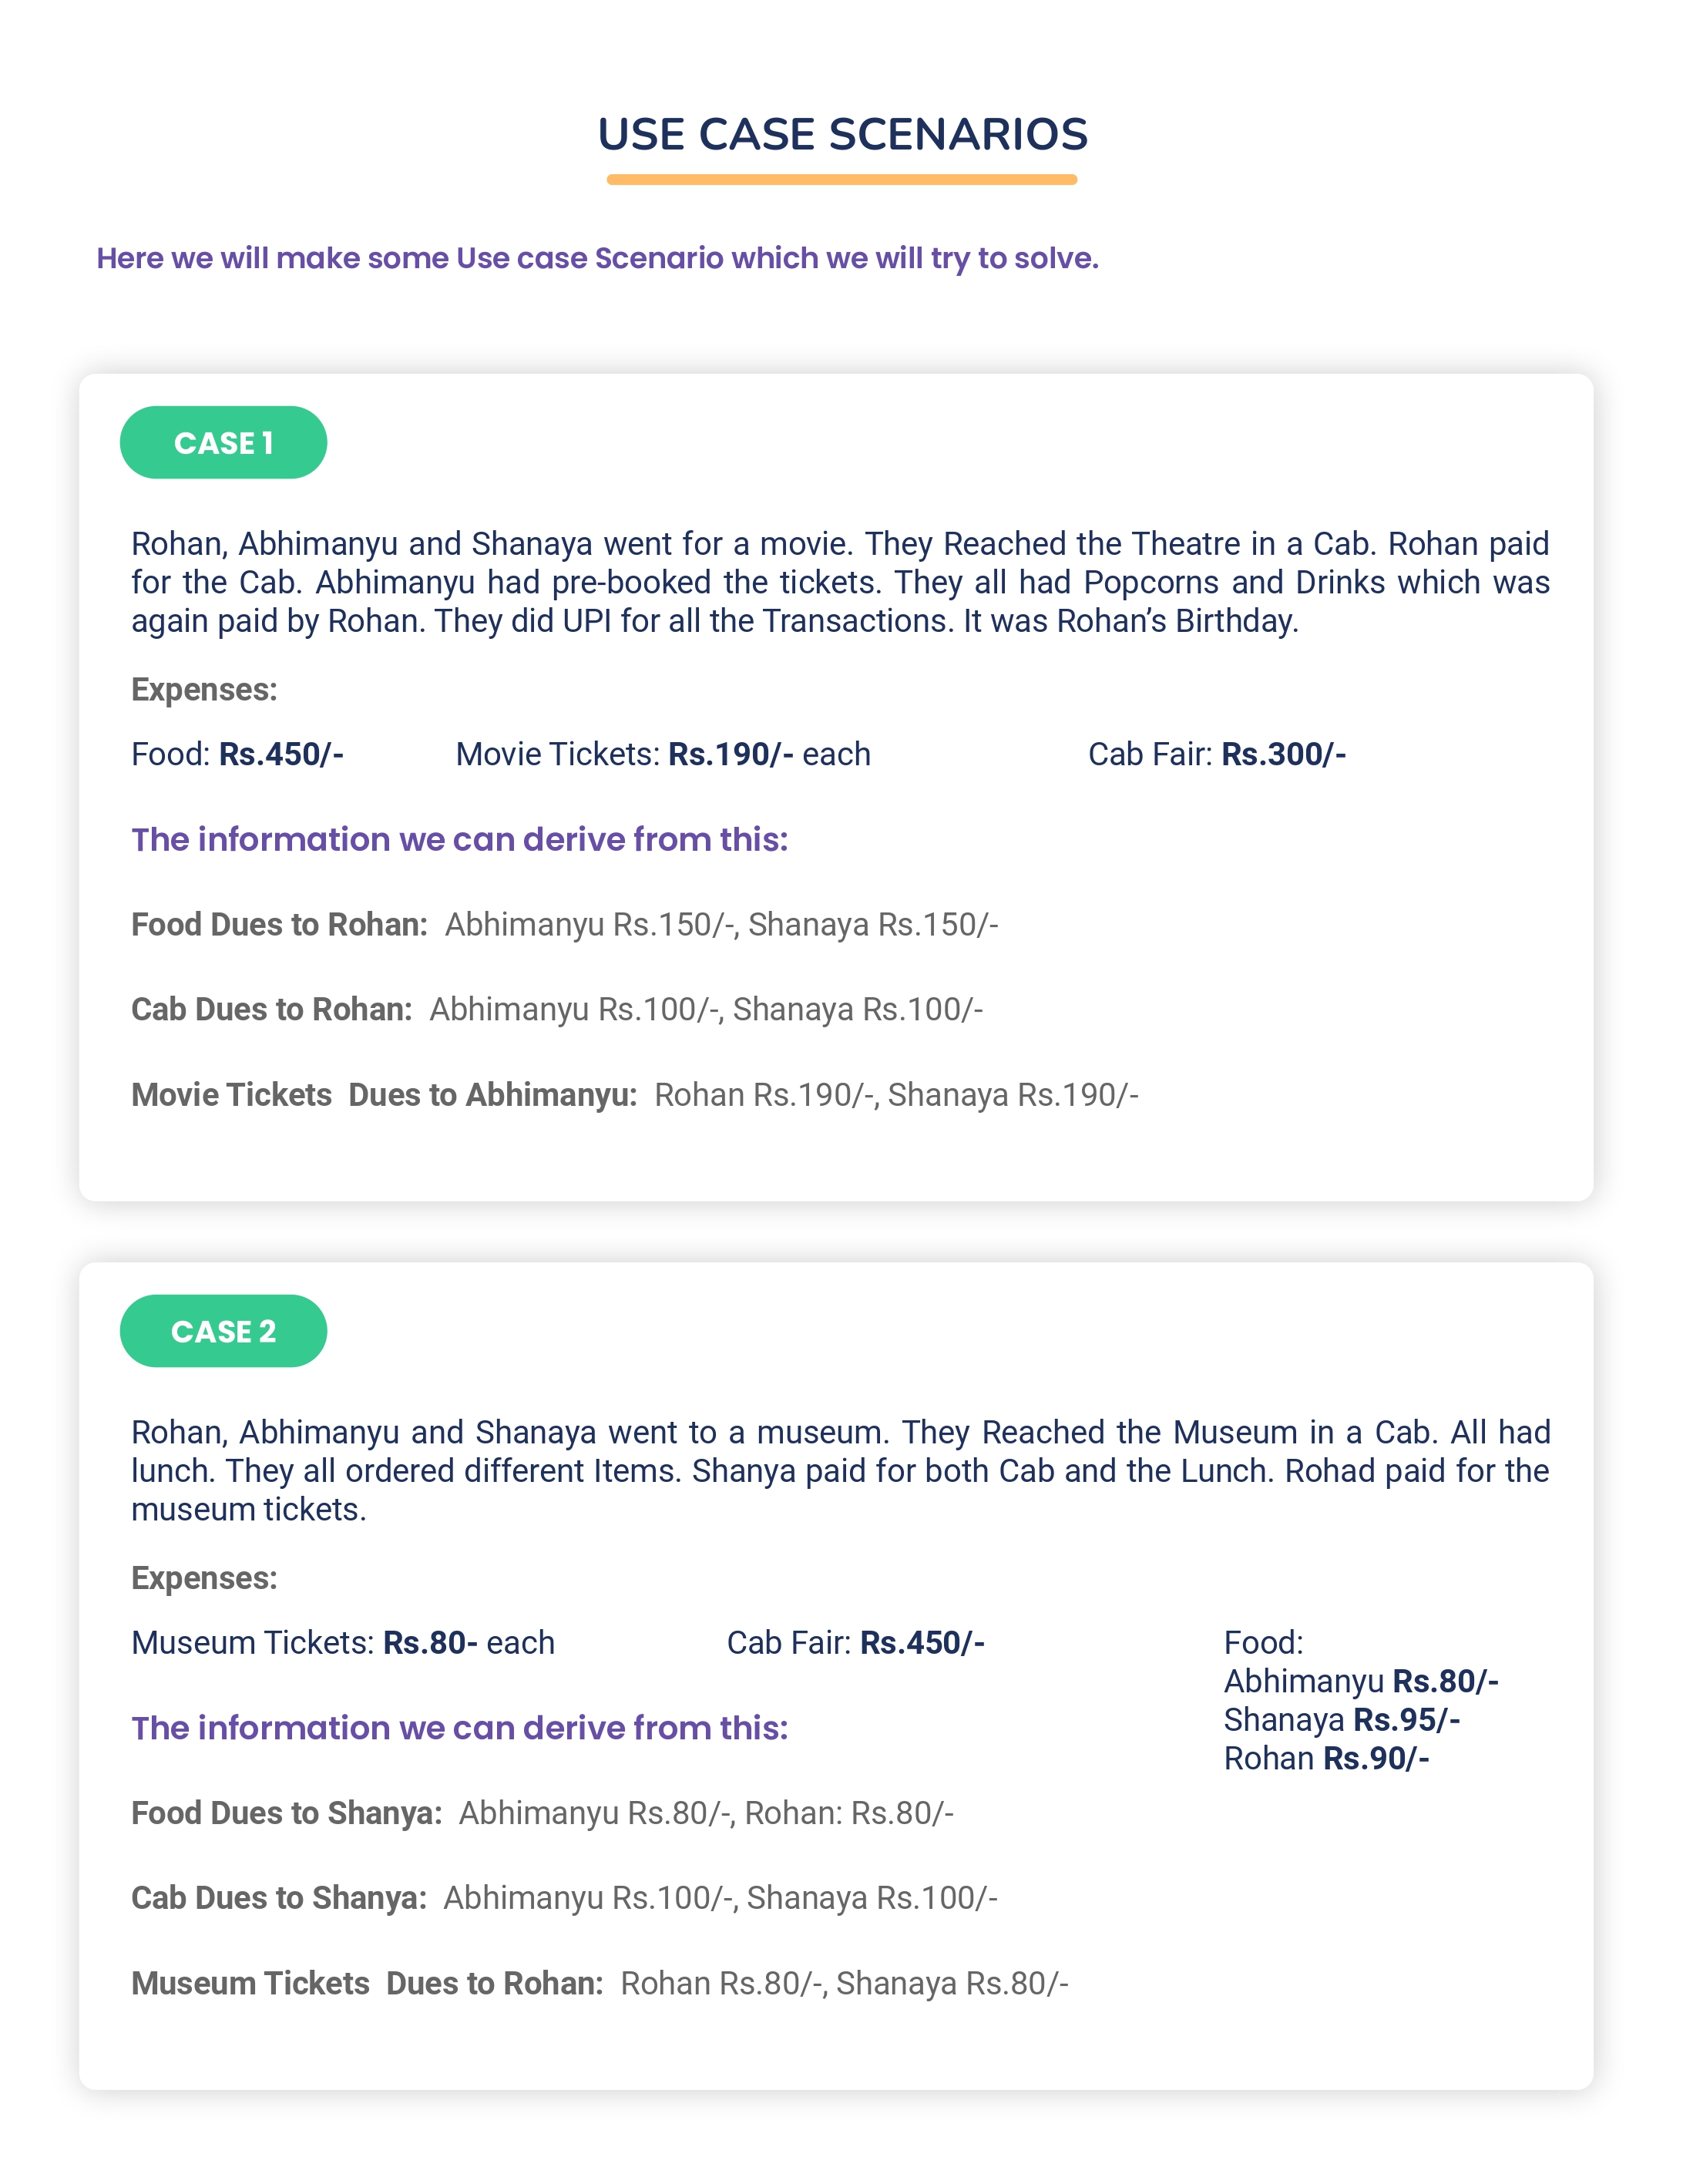 USE CASE SCENARIOS
Here we will make some Use case Scenario which we will try to solve.
CASE 1
Rohan, Abhimanyu and Shanaya went for a movie. They Reached the Theatre in a Cab. Rohan paid
for the Cab. Abhimanyu had pre-booked the tickets. They all had Popcorns and Drinks which was
again paid by Rohan. They did UPI for all the Transactions. It was Rohan’s Birthday.
Expenses:
Food: Rs.450/- Movie Tickets: Rs.190/- each Cab Fair: Rs.300/-
The information we can derive from this:
Food Dues to Rohan: Abhimanyu Rs.150/-, Shanaya Rs.150/-
Cab Dues to Rohan: Abhimanyu Rs.100/-, Shanaya Rs.100/-
Movie Tickets Dues to Abhimanyu: Rohan Rs.190/-, Shanaya Rs.190/-
CASE 2
Rohan, Abhimanyu and Shanaya went to a museum. They Reached the Museum in a Cab. All had
lunch. They all ordered different Items. Shanya paid for both Cab and the Lunch. Rohad paid for the
museum tickets.
Expenses:
Museum Tickets: Rs.80- each Cab Fair: Rs.450/- Food:
Abhimanyu Rs.80/-
Shanaya Rs.95/-
Rohan Rs.90/-
The information we can derive from this:
Food Dues to Shanya: Abhimanyu Rs.80/-, Rohan: Rs.80/-
Cab Dues to Shanya: Abhimanyu Rs.100/-, Shanaya Rs.100/-
Museum Tickets Dues to Rohan: Rohan Rs.80/-, Shanaya Rs.80/-